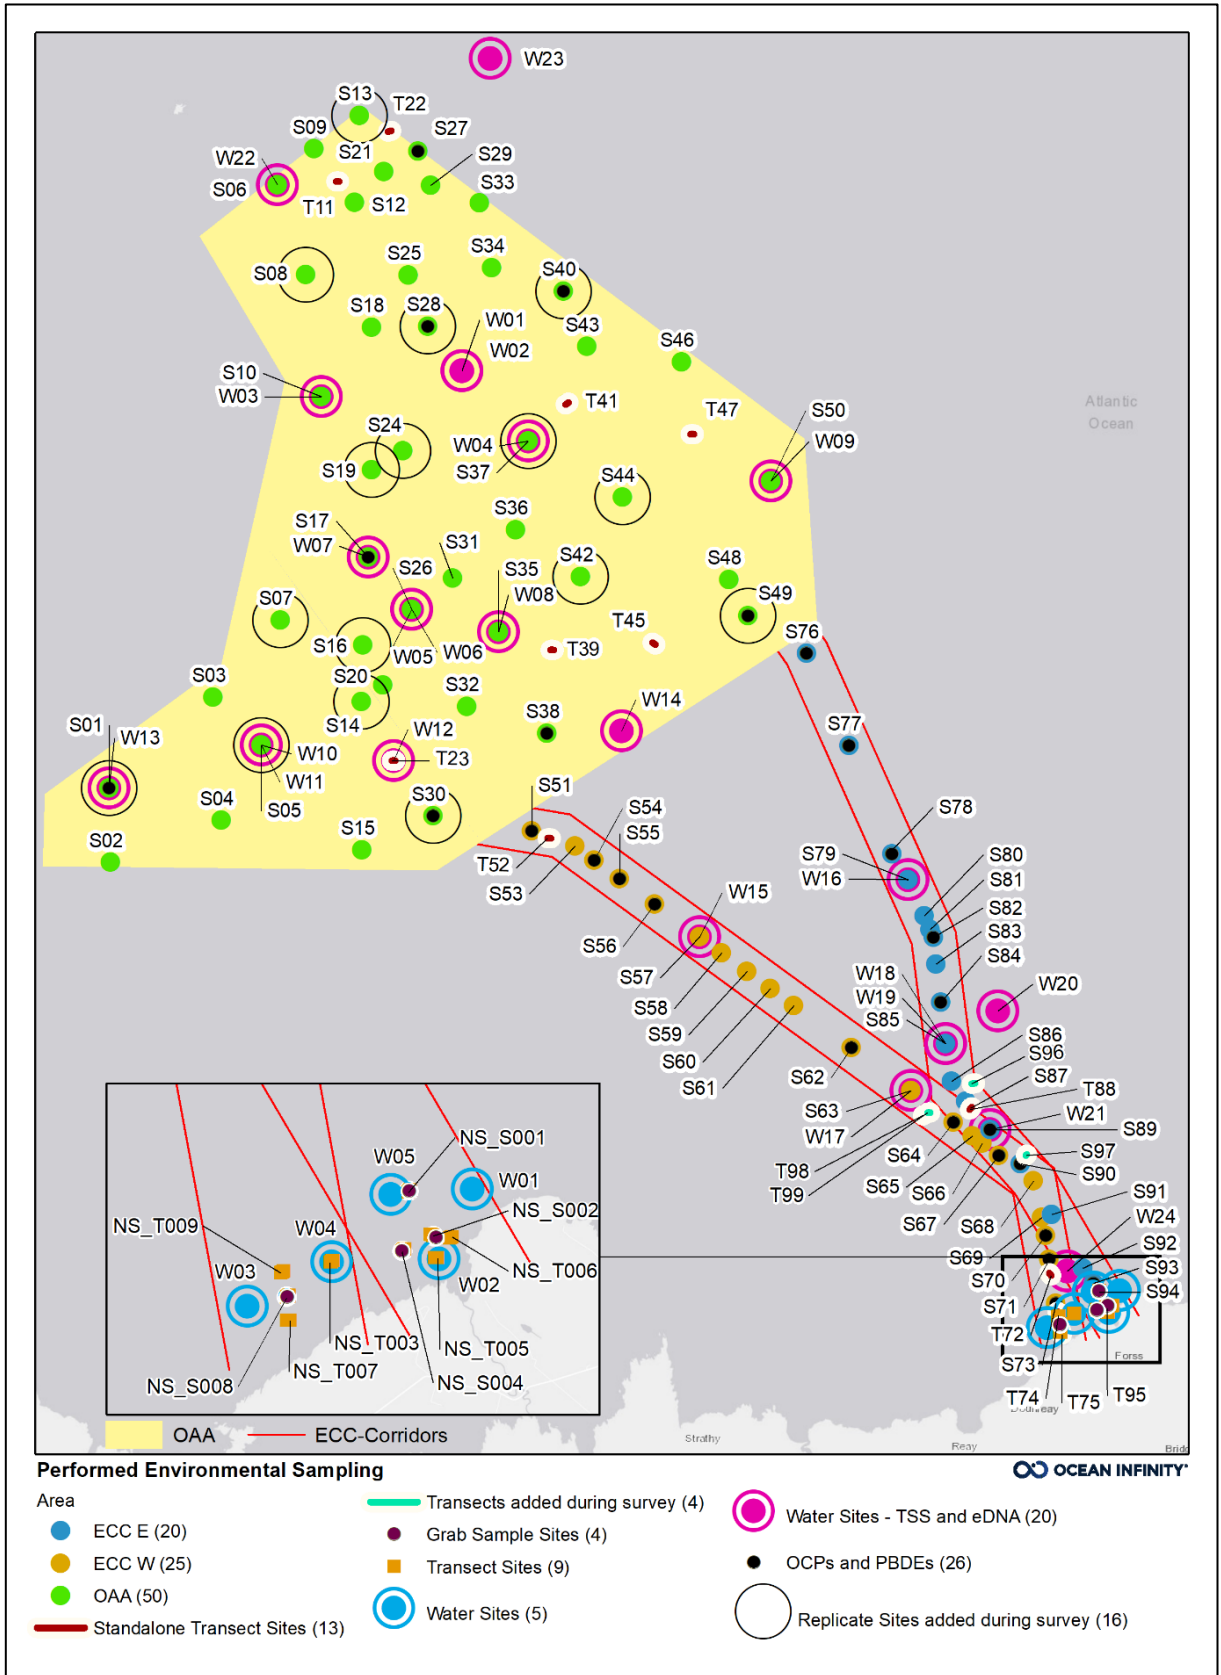 W23
S13
T22
S09
S27
S21
W22
S29
S06
S33
T11
S12
S34
S25
S08
S40
S28
S18
W01
S43
W02
S46
S10
W03
T41
T47
S50
S24
W04
W09
S19
S37
S44
S36
S17
W07
S31
S35
S42
S26
S48
W08
S07
S49
T45
S76
S16
W05
W06
T39
S03
S20
S32
S14
S38
W14
S77
S01
W13
W12
W10
T23
W11
S30
S05
S51
S04
S54
S78
S55
S15
S02
T52
S79
S80
W16
S81
S53
W15
S82
S83
S56
S84
S57
W18
W20
W19
S58
S85
S59
S86
S60
S96
S62
S87
S61
T88
S63
W21
W17
S89
S64
T98
S97
S65
T99
S90
S66
S67
S91
S68
W24
S69
S92
S70
S93
S71
S94
T72
S73
T74
T75
T95
Atlantic
Ocean
NS_S001
W05
W01
NS_S002
NS_T009
W04
W03
W02
NS_T006
NS_T003
NS_T005
NS_T007
NS_S008
NS_S004
Forss
Dounreay
Strathy
Reay
OAA
ECC-Corridors
Performed Environmental Sampling
OCEAN INFINITY
Area
ECC E (20)
ECC W (25)
OAA (50)
Standalone Transect Sites (13)
Transects added during survey (4)
Grab Sample Sites (4)
Transect Sites (9)
Water Sites (5)
Water Sites - TSS and eDNA (20)
OCPs and PBDEs (26)
Replicate Sites added during survey (16)